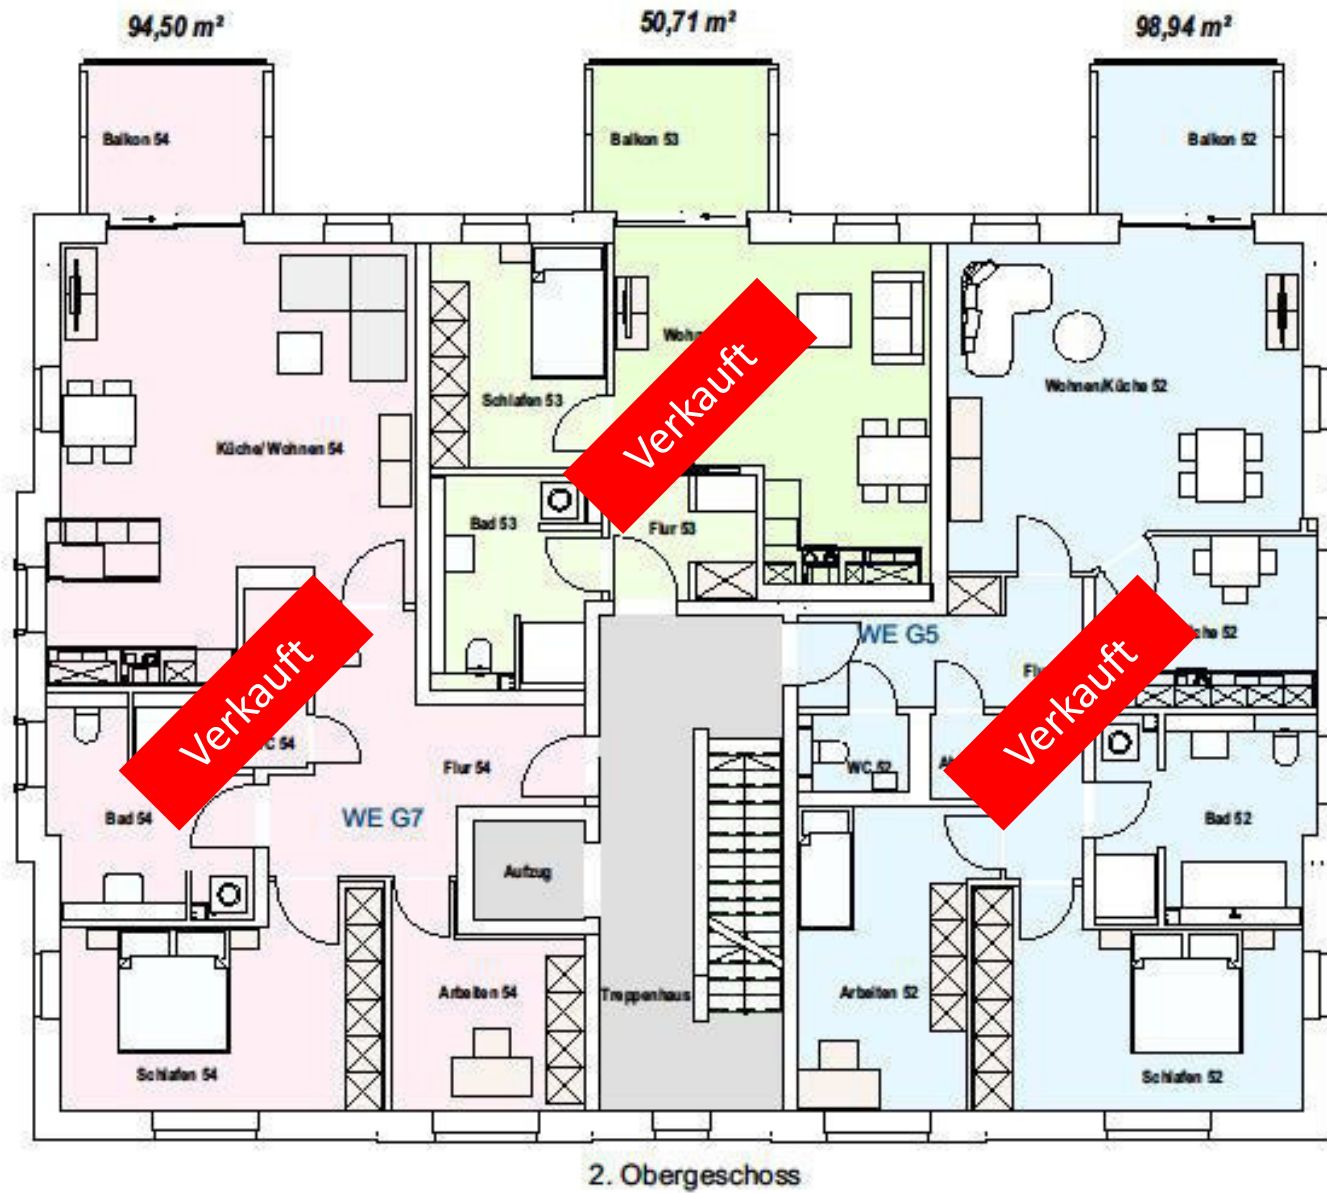 94,50 m²
50,71 m²
98,94 m²
Balkon 54
Balkon 53
Balkon 52
Wohnen/Küche 52
Schlafen 53
Verkauft
Küche/Wohnen 54
Bad 53
Flur 53
WE G5
Verkauft
Verkauft
WC 52
Flur 54
Bad 54
WE G7
Bad 52
Aufzug
Arbeiten 54
Treppenhaus
Arbeiten 52
Schlafen 54
Schlafen 52
2. Obergeschoss